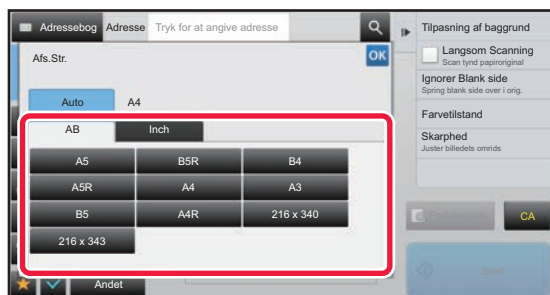 Adressebog Adresse Tryk for at angive adresse
Afs.Str. OK
Auto A4
AB Inch
A5 B5R B4
A5R A4 A3
B5 A4R 216 x 340
216 x 343
Andet
Tilpasning af baggrund
Langsom Scanning
Scan tynd papiroriginal
Ignorer Blank side
Spring blank side over i orig.
Farvetilstand
Skarphed
Juster billedets omrids
CA
Start